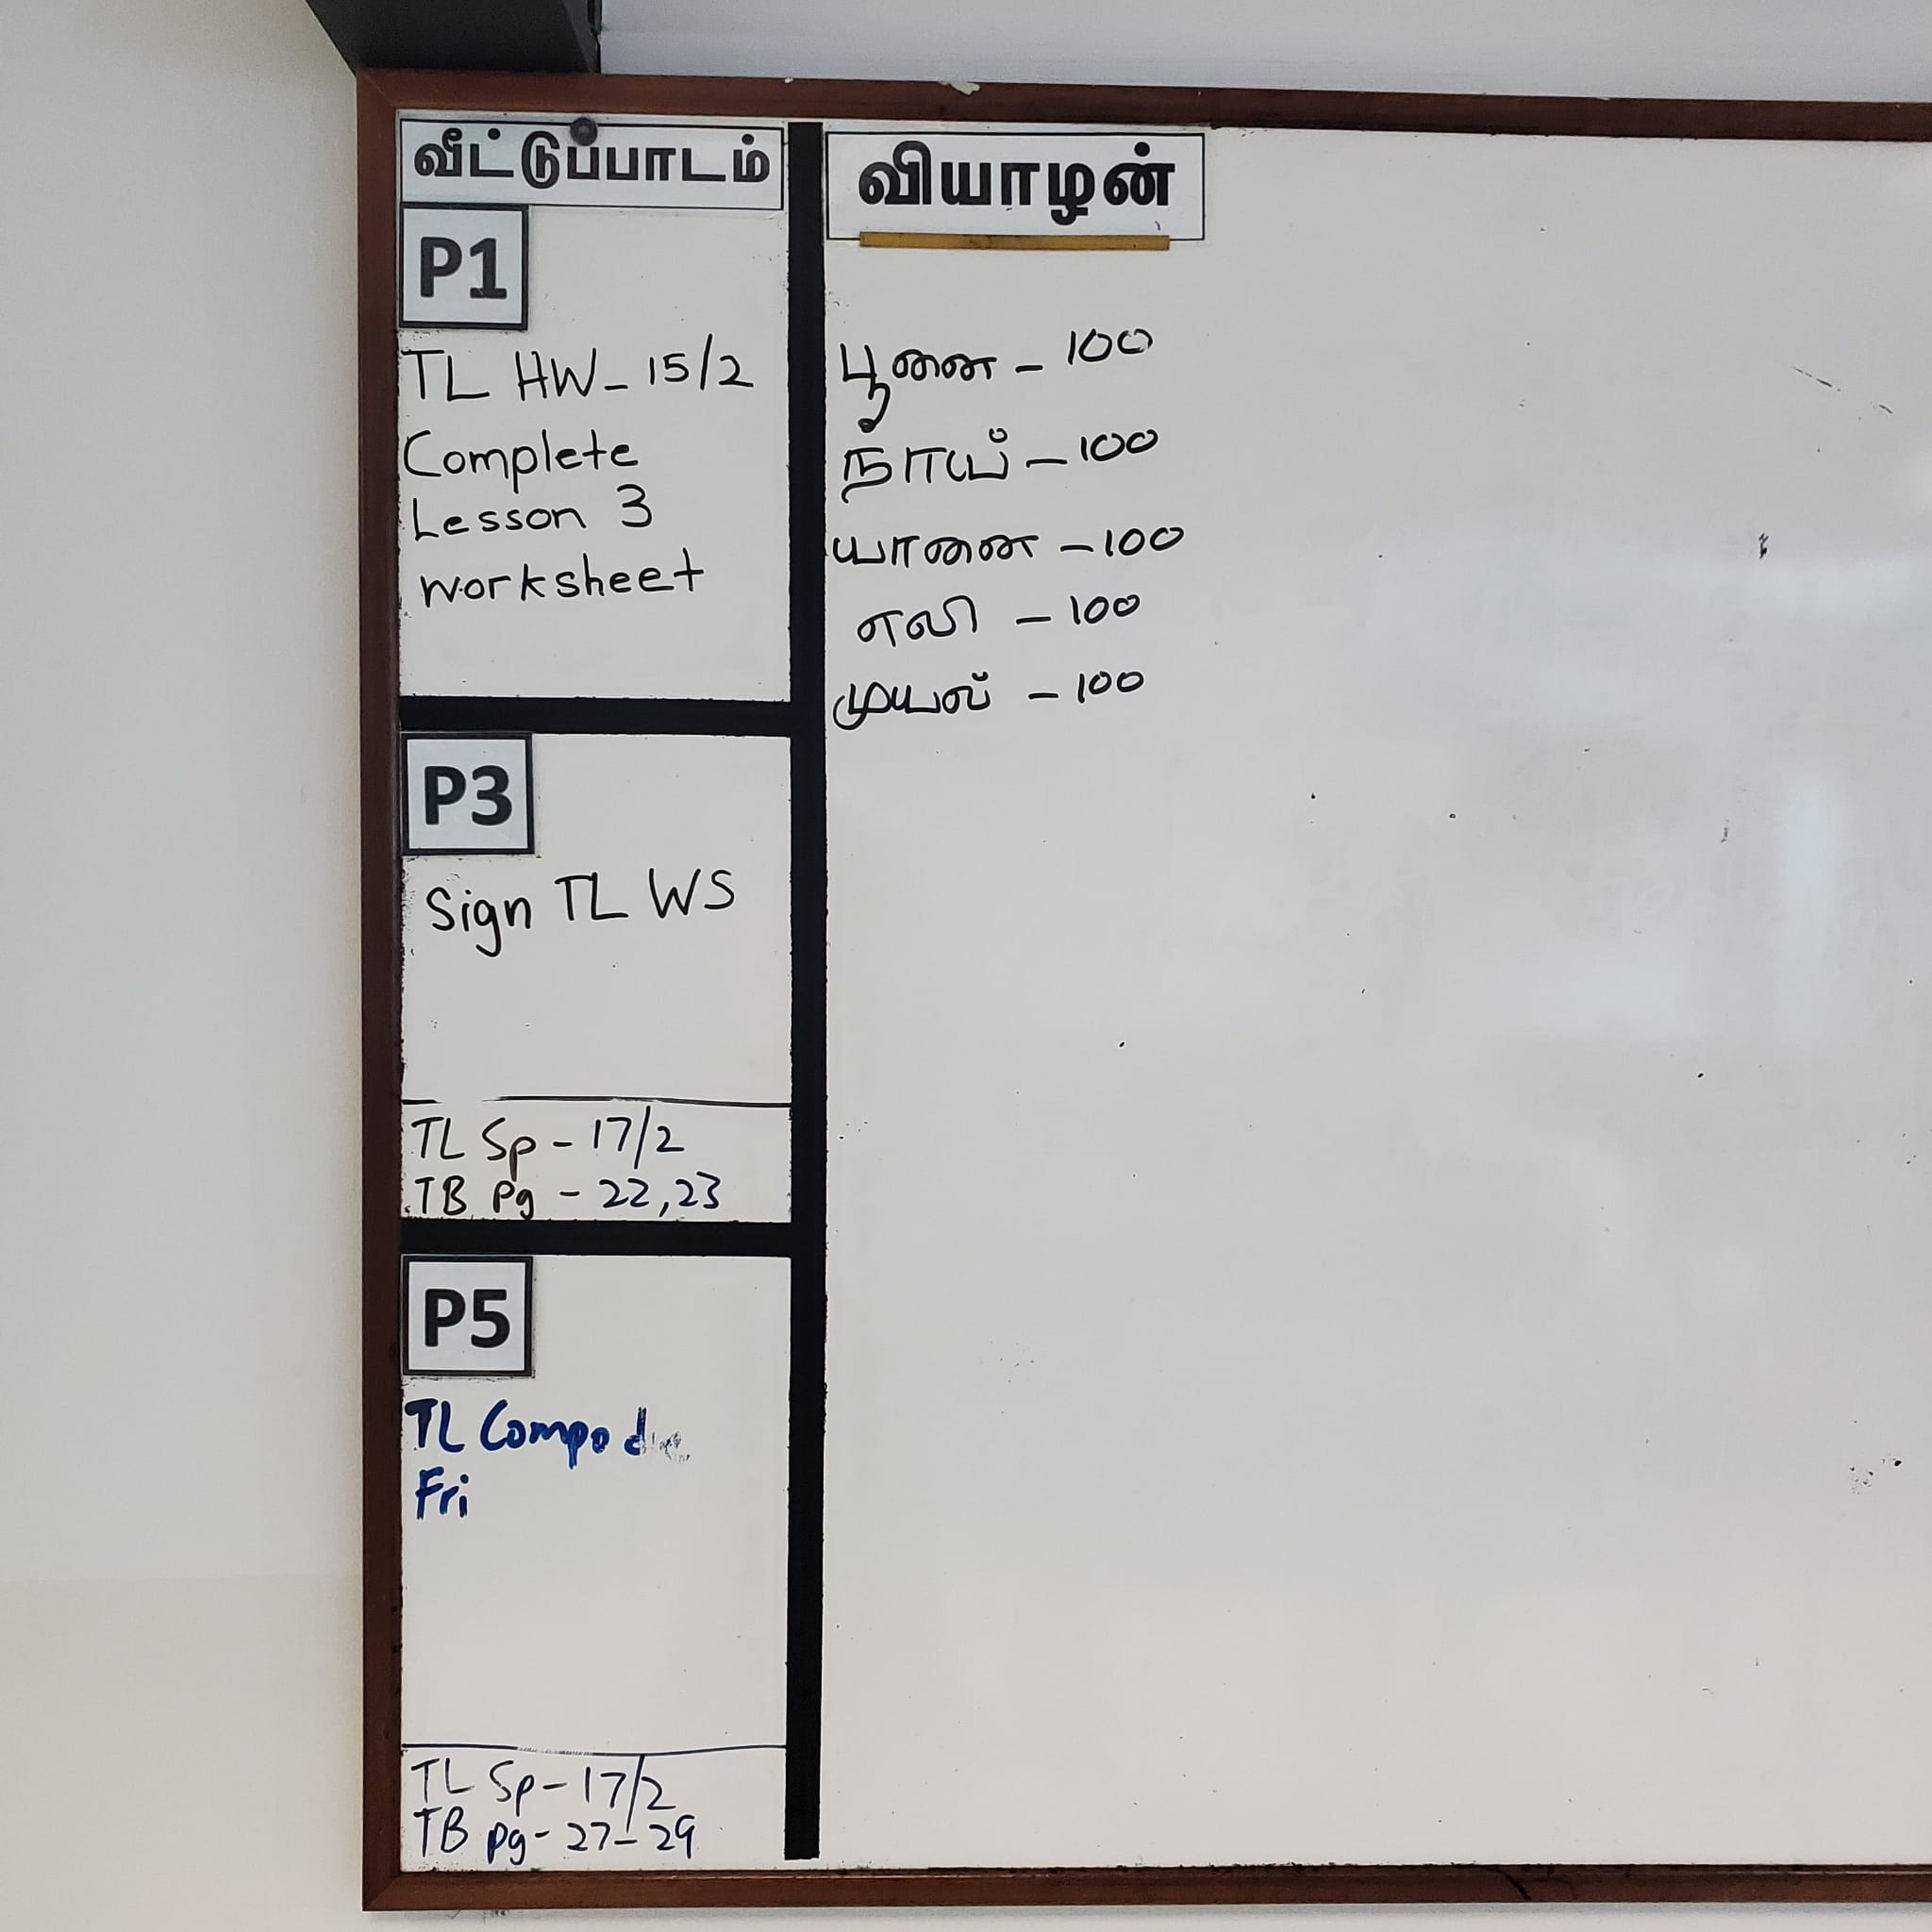 வீட்டுப்பாடம்
P1
TL HW- 15/2
Complete
Lesson 3
worksheet
P3
Sign TL WS
TL Sp - 17/2
TB Pg - 22,23
P5
TL Compo
Fri
TL Sp - 17/2
TB pg - 27-29
வியாழன்
பூனை - 100
நாய் - 100
யானை - 100
எலி - 100
முயல் - 100